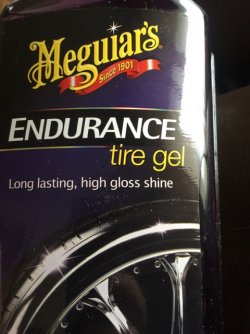 Meguiar's
Since 1901
ENDURANCE
tire gel
Long lasting, high gloss shine